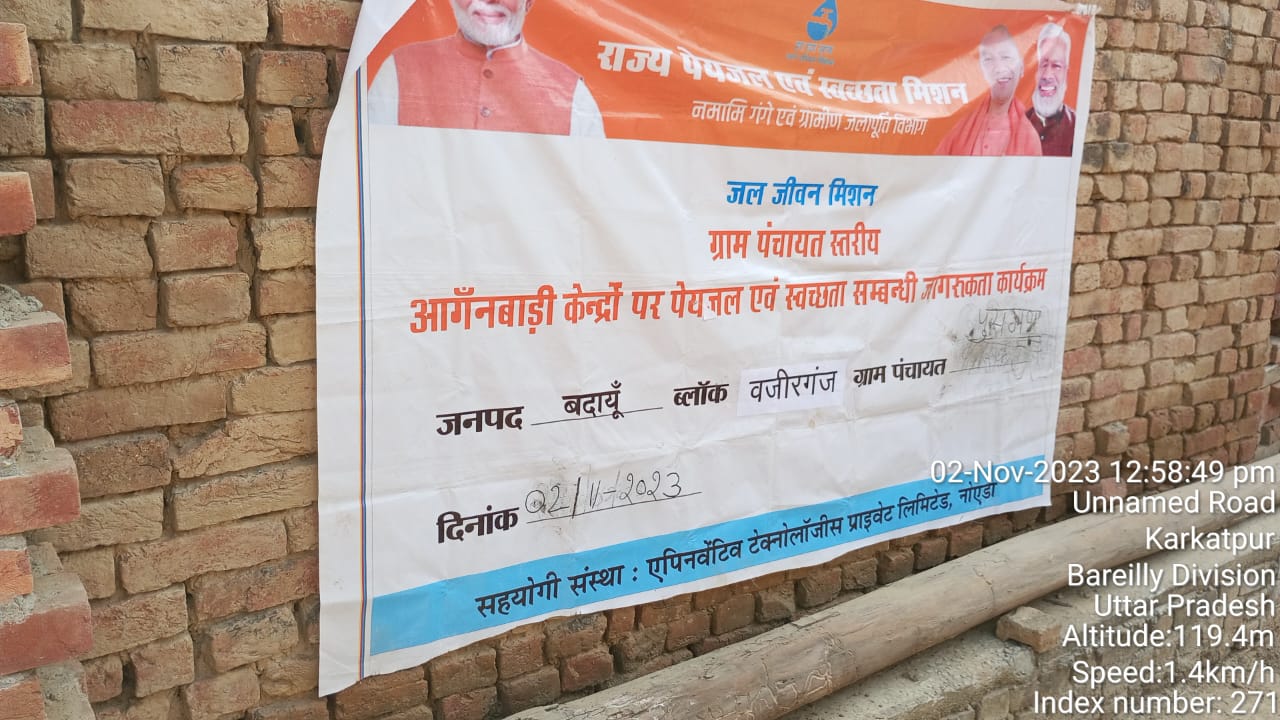 राज्य पेयजल एवं स्वच्छता मिशन
नमामि गंगे एवं ग्रामीण जलापूर्ति विभाग
जल जीवन मिशन
ग्राम पंचायत स्तरीय
आगँनबाड़ी केन्द्रों पर पेयजल एवं स्वच्छता सम्बन्धी जागरूकता कार्यक्रम
जनपद बदायूँ ब्लॉक वजीरगंज ग्राम पंचायत
दिनांक 02/11/2023
सहयोगी संस्था : एपिनवेंटिव टेक्नोलॉजीस प्राइवेट लिमिटेड, नोएडा
02-Nov-2023 12:58:49 pm
Unnamed Road
Karkatpur
Bareilly Division
Uttar Pradesh
Altitude:119.4m
Speed:1.4km/h
Index number: 271